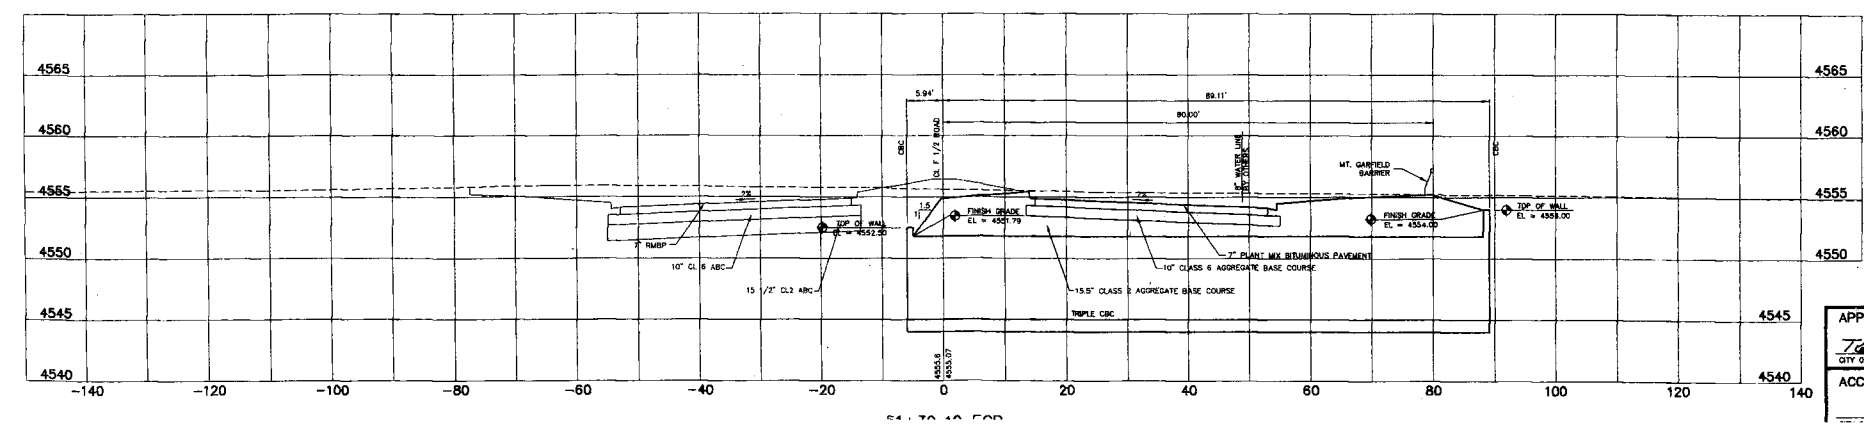 4565
4565
5.94'
89.11'
80.00'
4560
4560
CBC
CL F 1/2 ROAD
8" WATER LINE
BY OTHERS
CBC
MT. GARFIELD
BARRIER
4555
4555
2%
2%
1.5
1
FINISH GRADE
EL = 4551.79
TOP OF WALL
EL = 4552.50
FINISH GRADE
EL = 4554.00
TOP OF WALL
7" RMBP
7" PLANT MIX BITUMINOUS PAVEMENT
4550
4550
10" CL 6 ABC
10" CLASS 6 AGGREGATE BASE COURSE
15 1/2" CL2 ABC
15.5" CLASS 2 AGGREGATE BASE COURSE
4545
TRIPLE CBC
4545
APP
4555.6
4555.07
CITY O
4540
4540
ACC
-140
-120
-100
-80
-60
-40
-20
0
20
40
60
80
100
120
140